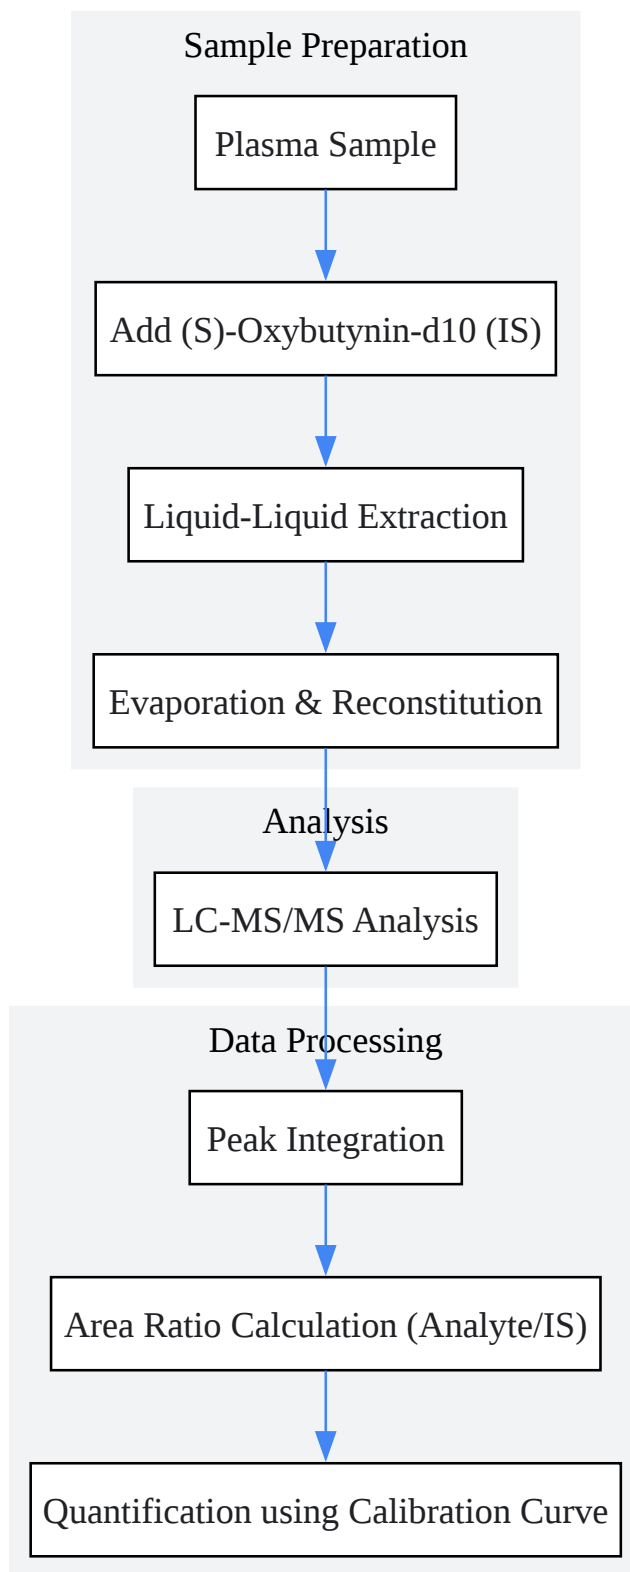 Sample Preparation
Plasma Sample
Add (S)-Oxybutynin-d10 (IS)
Liquid-Liquid Extraction
Evaporation & Reconstitution
Analysis
LC-MS/MS Analysis
Data Processing
Peak Integration
Area Ratio Calculation (Analyte/IS)
Quantification using Calibration Curve